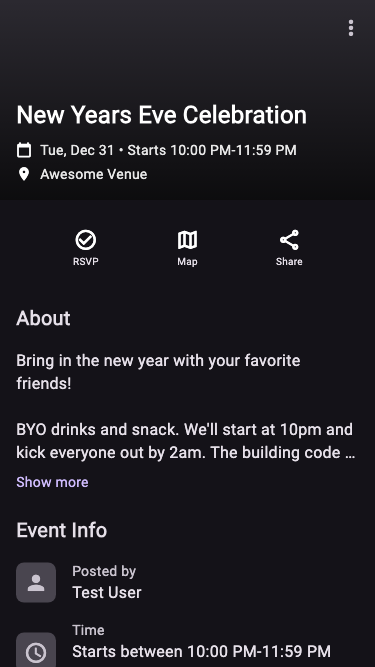 New Years Eve Celebration
Tue, Dec 31 • Starts 10:00 PM-11:59 PM
Awesome Venue
RSVP
Map
Share
About
Bring in the new year with your favorite
friends!
BYO drinks and snack. We'll start at 10pm and
kick everyone out by 2am. The building code ...
Show more
Event Info
Posted by
Test User
Time
Starts between 10:00 PM-11:59 PM